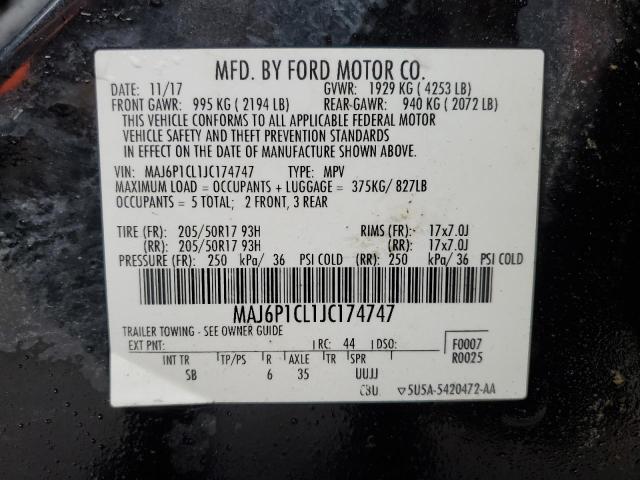 MFD. BY FORD MOTOR CO.
DATE: 11/17 GVWR: 1929 KG ( 4253 LB)
FRONT GAWR: 995 KG ( 2194 LB) REAR-GAWR: 940 KG ( 2072 LB)
THIS VEHICLE CONFORMS TO ALL APPLICABLE FEDERAL MOTOR
VEHICLE SAFETY AND THEFT PREVENTION STANDARDS
IN EFFECT ON THE DATE OF MANUFACTURE SHOWN ABOVE.
VIN: MAJ6P1CL1JC174747 TYPE: MPV
MAXIMUM LOAD = OCCUPANTS + LUGGAGE = 375KG/ 827LB
OCCUPANTS = 5 TOTAL; 2 FRONT, 3 REAR
TIRE (FR): 205/50R17 93H RIMS (FR): 17x7.0J
(RR): 205/50R17 93H (RR): 17x7.0J
PRESSURE (FR): 250 kPa/ 36 PSI COLD (RR): 250 kPa/ 36 PSI COLD
MAJ6P1CL1JC174747
TRAILER TOWING - SEE OWNER GUIDE
EXT PNT: RC: 44 DSO: F0007
R0025
INT TR TP/PS R AXLE TR SPR
SB 6 35 UUJJ
5U5A-5420472-AA